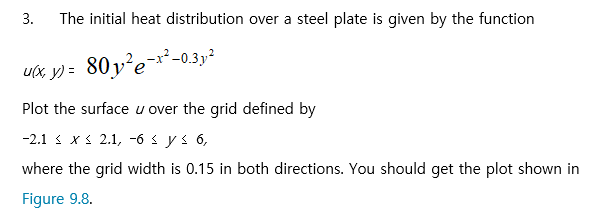 3. The initial heat distribution over a steel plate is given by the function
u(x, y) = 80y²e^(−x²−0.3y²)
Plot the surface u over the grid defined by
-2.1 ≤ x ≤ 2.1, -6 ≤ y ≤ 6,
where the grid width is 0.15 in both directions. You should get the plot shown in
Figure 9.8.